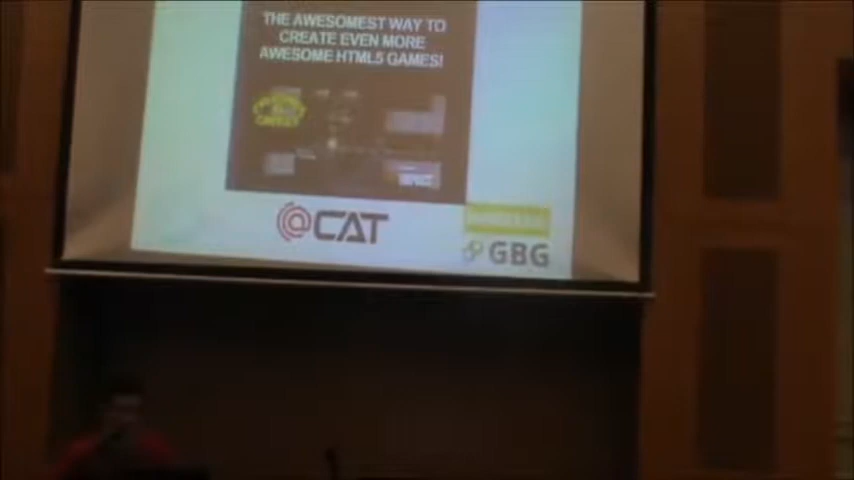 THE AWESOMEST WAY TO
CREATE EVEN MORE
AWESOME HTML5 GAMES!
@CAT
GBG